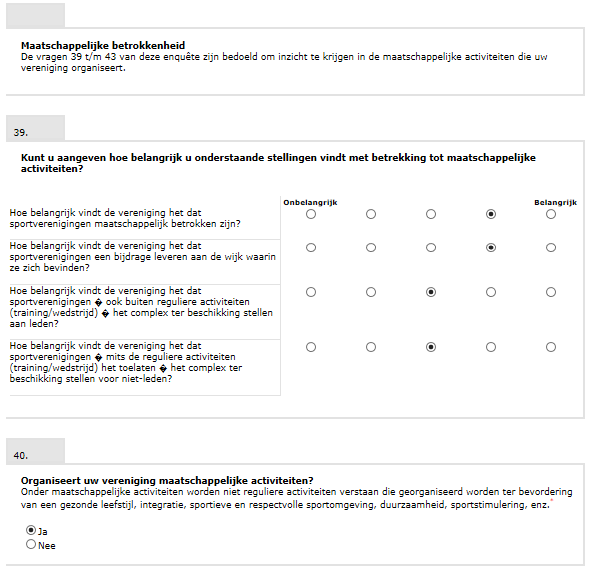 Maatschappelijke betrokkenheid
De vragen 39 t/m 43 van deze enquête zijn bedoeld om inzicht te krijgen in de maatschappelijke activiteiten die uw
vereniging organiseert.
39.
Kunt u aangeven hoe belangrijk u onderstaande stellingen vindt met betrekking tot maatschappelijke
activiteiten?
Onbelangrijk Belangrijk
Hoe belangrijk vindt de vereniging het dat
sportverenigingen maatschappelijk betrokken zijn?
Hoe belangrijk vindt de vereniging het dat
sportverenigingen een bijdrage leveren aan de wijk waarin
ze zich bevinden?
Hoe belangrijk vindt de vereniging het dat
sportverenigingen � ook buiten reguliere activiteiten
(training/wedstrijd) � het complex ter beschikking stellen
aan leden?
Hoe belangrijk vindt de vereniging het dat
sportverenigingen � mits de reguliere activiteiten
(training/wedstrijd) het toelaten � het complex ter
beschikking stellen voor niet-leden?
40.
Organiseert uw vereniging maatschappelijke activiteiten?
Onder maatschappelijke activiteiten worden niet reguliere activiteiten verstaan die georganiseerd worden ter bevordering
van een gezonde leefstijl, integratie, sportieve en respectvolle sportomgeving, duurzaamheid, sportstimulering, enz.*
Ja
Nee